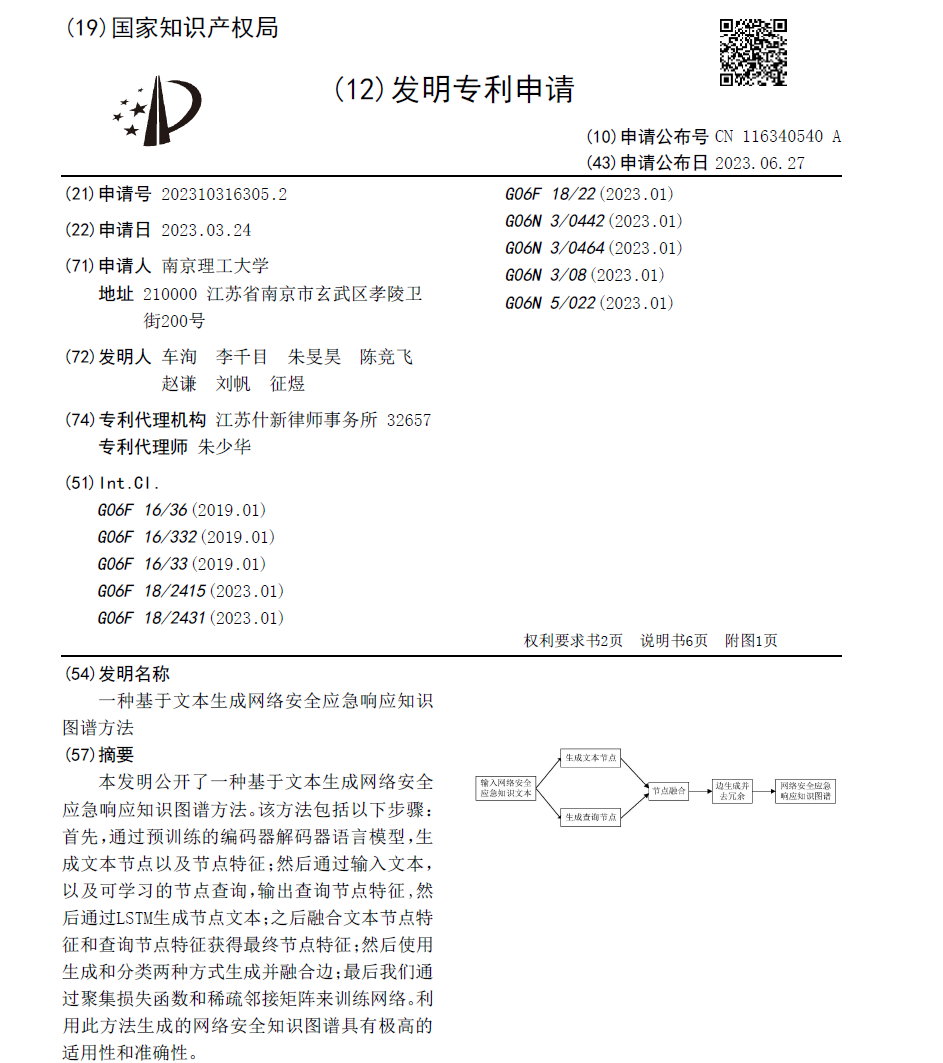 (19)国家知识产权局
(12)发明专利申请
(10)申请公布号 CN 116340540 A
(43)申请公布日 2023.06.27
(21)申请号 202310316305.2
(22)申请日 2023.03.24
(71)申请人 南京理工大学
地址 210000 江苏省南京市玄武区孝陵卫
街200号
(72)发明人 车洵 李千目 朱旻昊 陈竞飞
赵谦 刘帆 征煜
(74)专利代理机构 江苏什新律师事务所 32657
专利代理师 朱少华
(51)Int.Cl.
G06F 16/36(2019.01)
G06F 16/332(2019.01)
G06F 16/33(2019.01)
G06F 18/2415(2023.01)
G06F 18/2431(2023.01)
G06F 18/22(2023.01)
G06N 3/0442(2023.01)
G06N 3/0464(2023.01)
G06N 3/08(2023.01)
G06N 5/022(2023.01)
权利要求书2页 说明书6页 附图1页
(54)发明名称
一种基于文本生成网络安全应急响应知识
图谱方法
(57)摘要
本发明公开了一种基于文本生成网络安全
应急响应知识图谱方法。该方法包括以下步骤:
首先,通过预训练的编码器解码器语言模型,生
成文本节点以及节点特征;然后通过输入文本,
以及可学习的节点查询,输出查询节点特征,然
后通过LSTM生成节点文本;之后融合文本节点特
征和查询节点特征获得最终节点特征;然后使用
生成和分类两种方式生成并融合边;最后我们通
过聚集损失函数和稀疏邻接矩阵来训练网络。利
用此方法生成的网络安全知识图谱具有极高的
适用性和准确性。
输入网络安全
应急知识文本
生成文本节点
生成查询节点
节点融合
边生成并
去冗余
网络安全应急
响应知识图谱